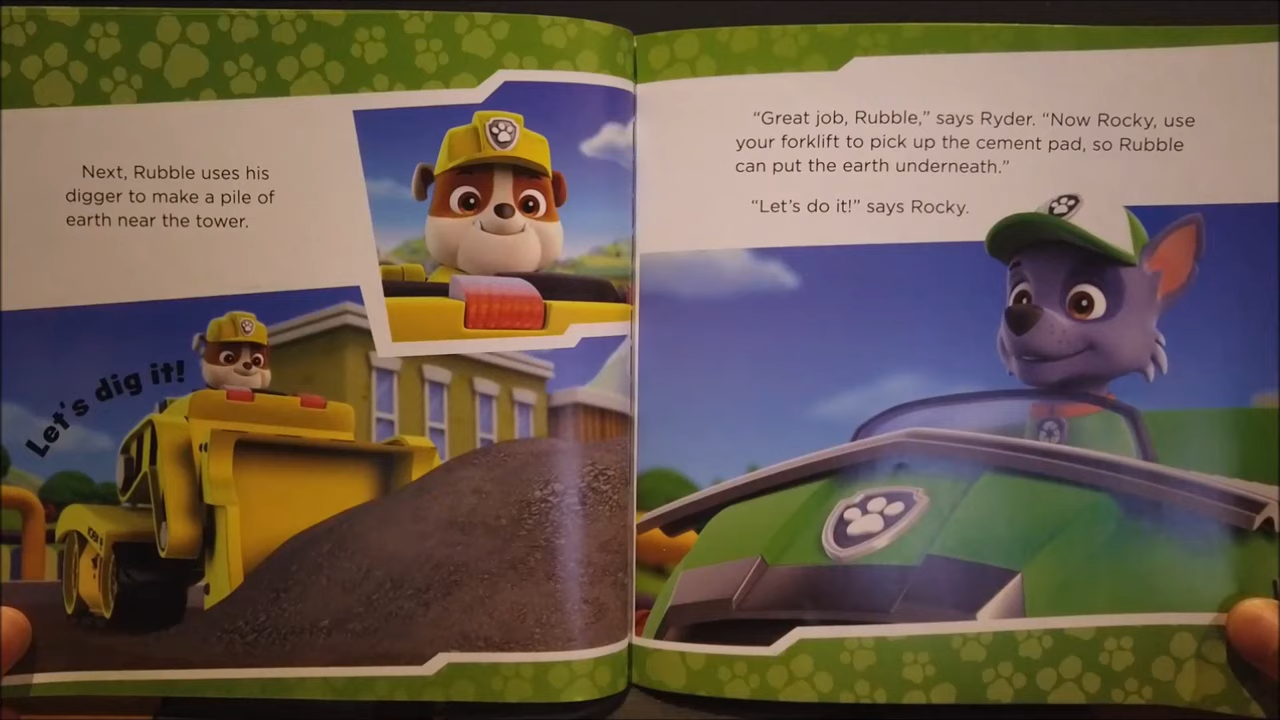 Next, Rubble uses his
digger to make a pile of
earth near the tower.
Let's dig it!
“Great job, Rubble,” says Ryder. “Now Rocky, use
your forklift to pick up the cement pad, so Rubble
can put the earth underneath.”
“Let’s do it!” says Rocky.